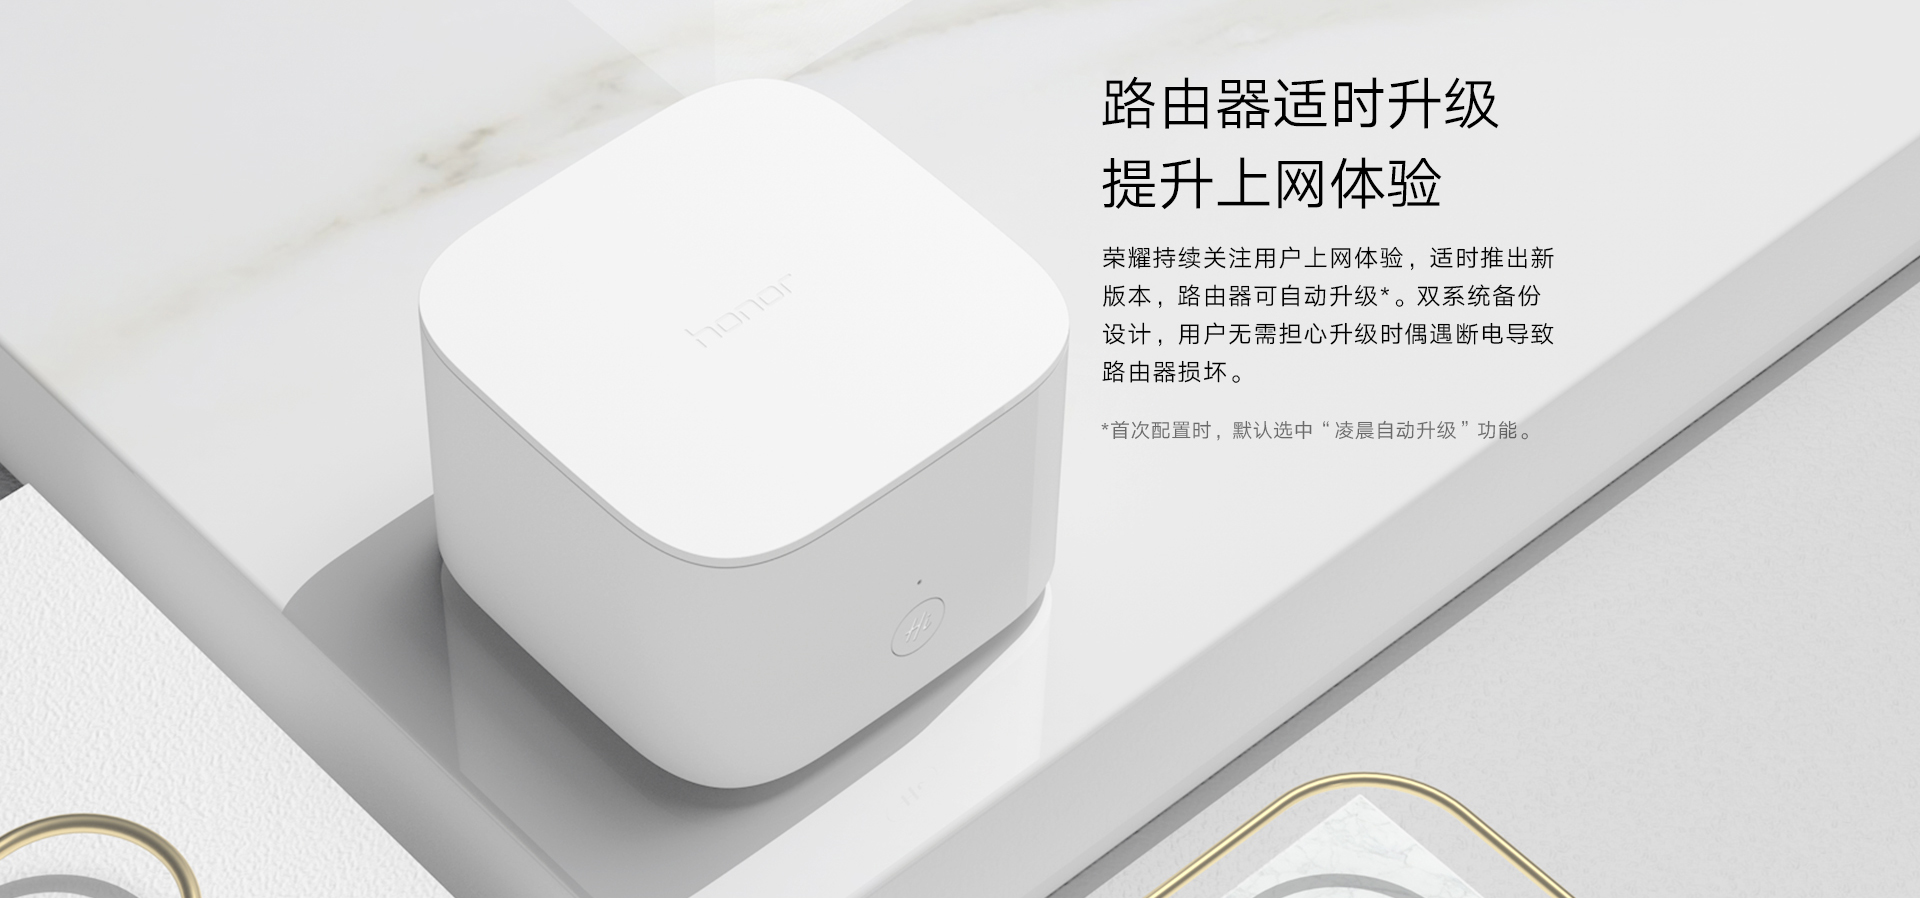 路由器适时升级
提升上网体验
荣耀持续关注用户上网体验，适时推出新
版本，路由器可自动升级*。双系统备份
设计，用户无需担心升级时偶遇断电导致
路由器损坏。
*首次配置时，默认选中“凌晨自动升级”功能。
honor
Hi